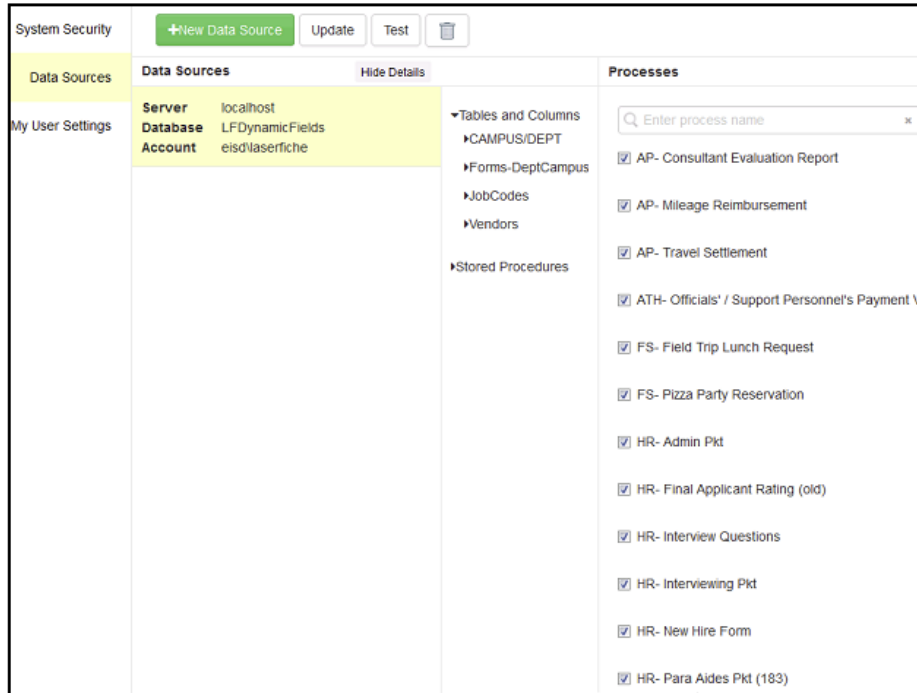 System Security
Data Sources
My User Settings
+New Data Source Update Test
Data Sources Hide Details
Server localhost
Database LFDynamicFields
Account eisd\laserfiche
Tables and Columns
CAMPUS/DEPT
Forms-DeptCampus
JobCodes
Vendors
Stored Procedures
Processes
Enter process name ×
AP- Consultant Evaluation Report
AP- Mileage Reimbursement
AP- Travel Settlement
ATH- Officials' / Support Personnel's Payment
FS- Field Trip Lunch Request
FS- Pizza Party Reservation
HR- Admin Pkt
HR- Final Applicant Rating (old)
HR- Interview Questions
HR- Interviewing Pkt
HR- New Hire Form
HR- Para Aides Pkt (183)